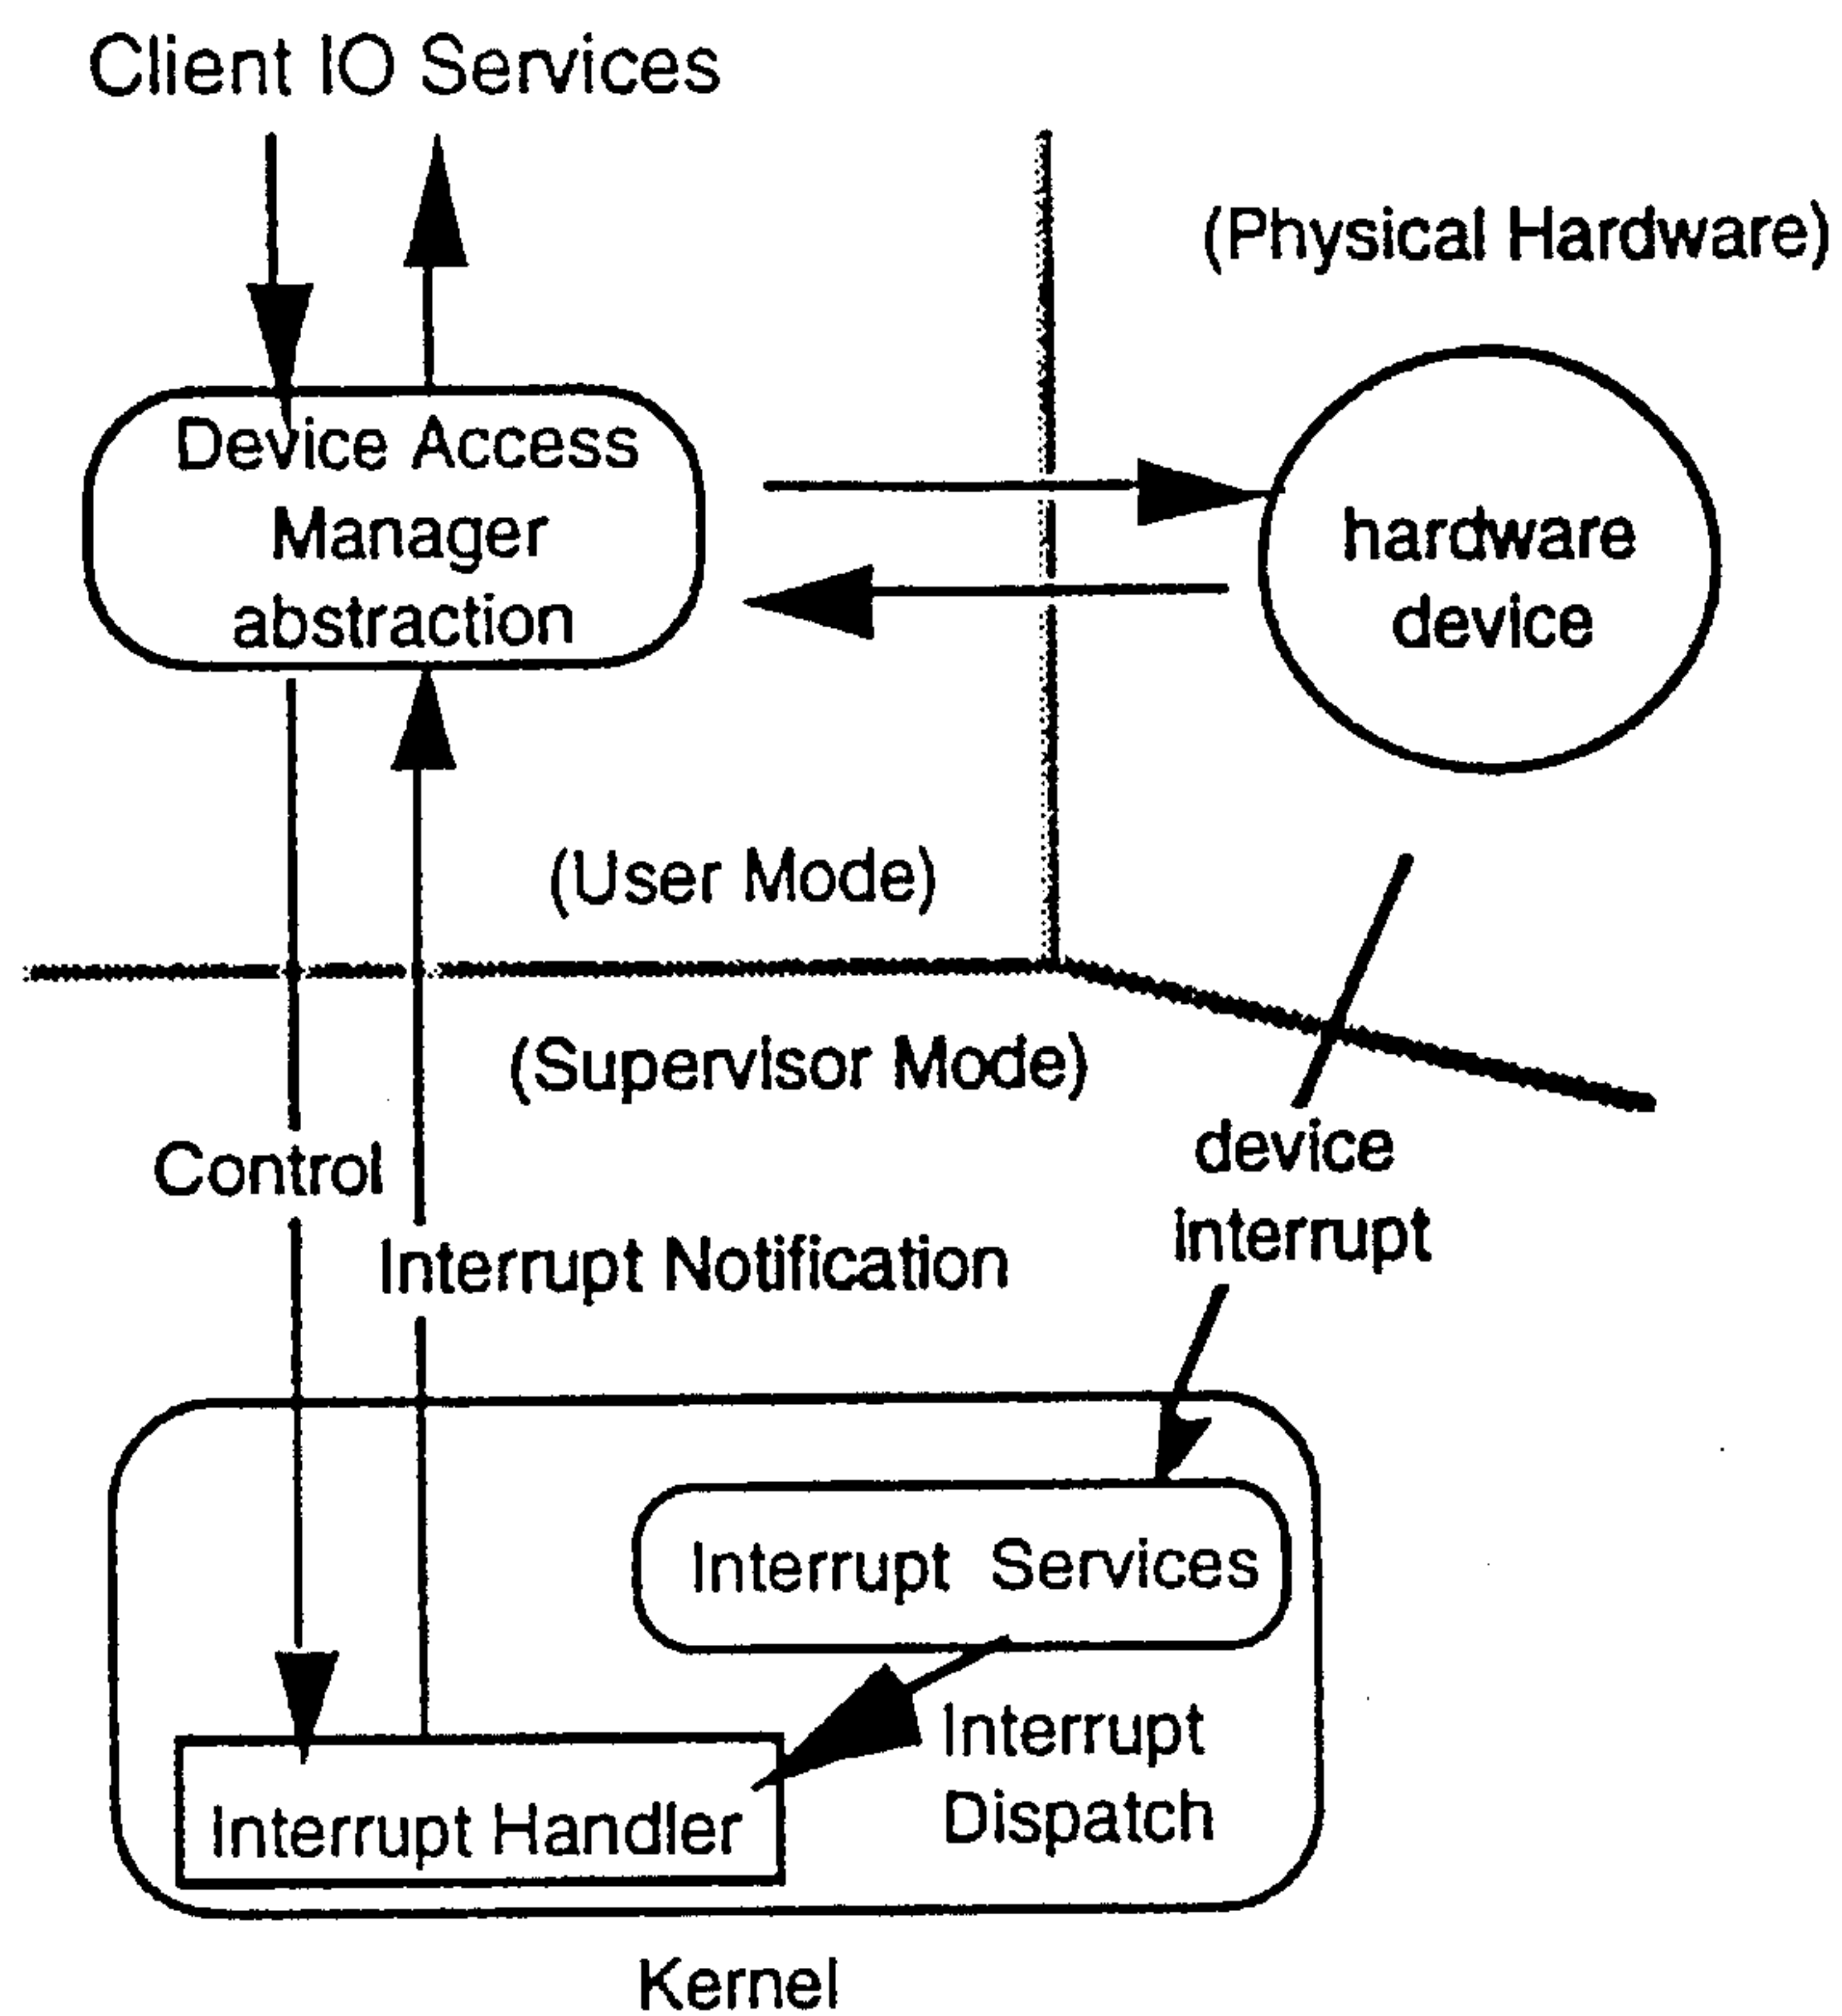 Client IO Services
(Physical Hardware)
Device Access
Manager
abstraction
hardware
device
(User Mode)
(Supervisor Mode)
Control
device
interrupt
Interrupt Notification
Interrupt Services
Interrupt
Dispatch
Interrupt Handler
Kernel